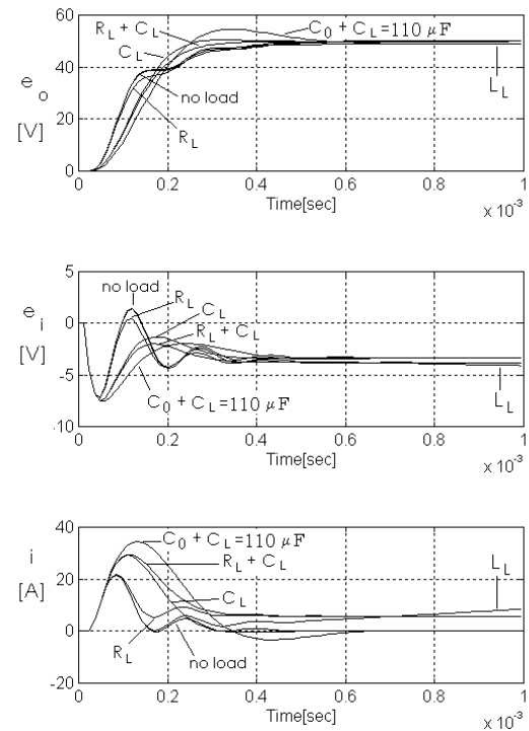 60
40
20
0
e_o
[V]
R_L + C_L
C_L
C_0 + C_L = 110 μF
no load
R_L
L_L
0 0.2 0.4 0.6 0.8 1
Time[sec]
x 10^-3
5
0
-5
-10
e_i
[V]
no load
R_L
C_L
R_L + C_L
C_0 + C_L = 110 μF
L_L
0 0.2 0.4 0.6 0.8 1
Time[sec]
x 10^-3
40
20
0
-20
i
[A]
C_0 + C_L = 110 μF
R_L + C_L
C_L
L_L
R_L
no load
0 0.2 0.4 0.6 0.8 1
Time[sec]
x 10^-3